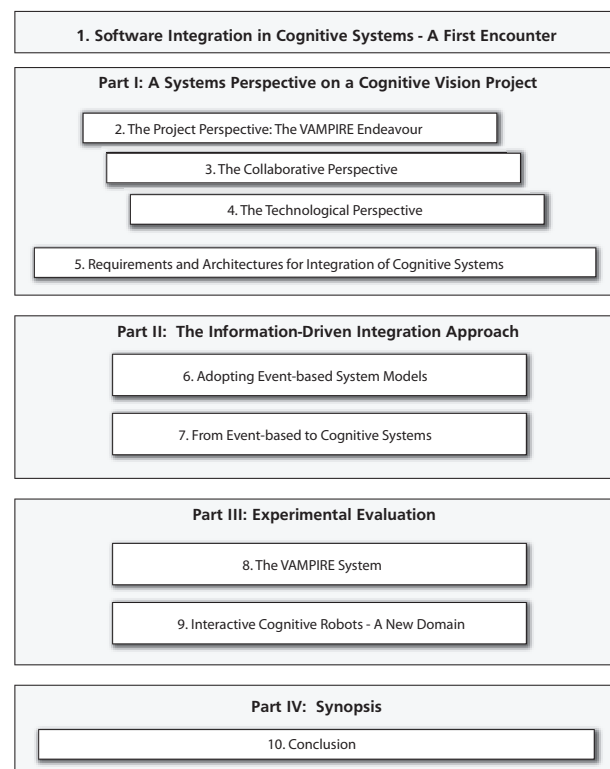 1. Software Integration in Cognitive Systems - A First Encounter
Part I: A Systems Perspective on a Cognitive Vision Project
2. The Project Perspective: The VAMPIRE Endeavour
3. The Collaborative Perspective
4. The Technological Perspective
5. Requirements and Architectures for Integration of Cognitive Systems
Part II: The Information-Driven Integration Approach
6. Adopting Event-based System Models
7. From Event-based to Cognitive Systems
Part III: Experimental Evaluation
8. The VAMPIRE System
9. Interactive Cognitive Robots - A New Domain
Part IV: Synopsis
10. Conclusion